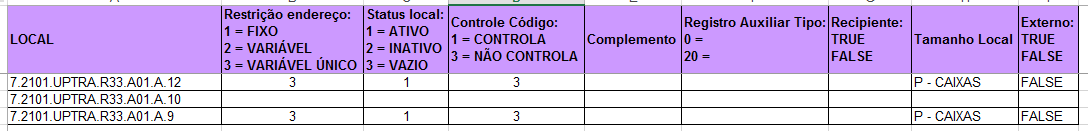 LOCAL
Restrição endereço:
1 = FIXO
2 = VARIÁVEL
3 = VARIÁVEL ÚNICO
Status local:
1 = ATIVO
2 = INATIVO
3 = VAZIO
Controle Código:
1 = CONTROLA
3 = NÃO CONTROLA
Complemento
Registro Auxiliar Tipo:
0 =
20 =
Recipiente:
TRUE
FALSE
Tamanho Local
Externo:
TRUE
FALSE
7.2101.UPTRA.R33.A01.A.12 3 1 3 P - CAIXAS FALSE
7.2101.UPTRA.R33.A01.A.10
7.2101.UPTRA.R33.A01.A.9 3 1 3 P - CAIXAS FALSE